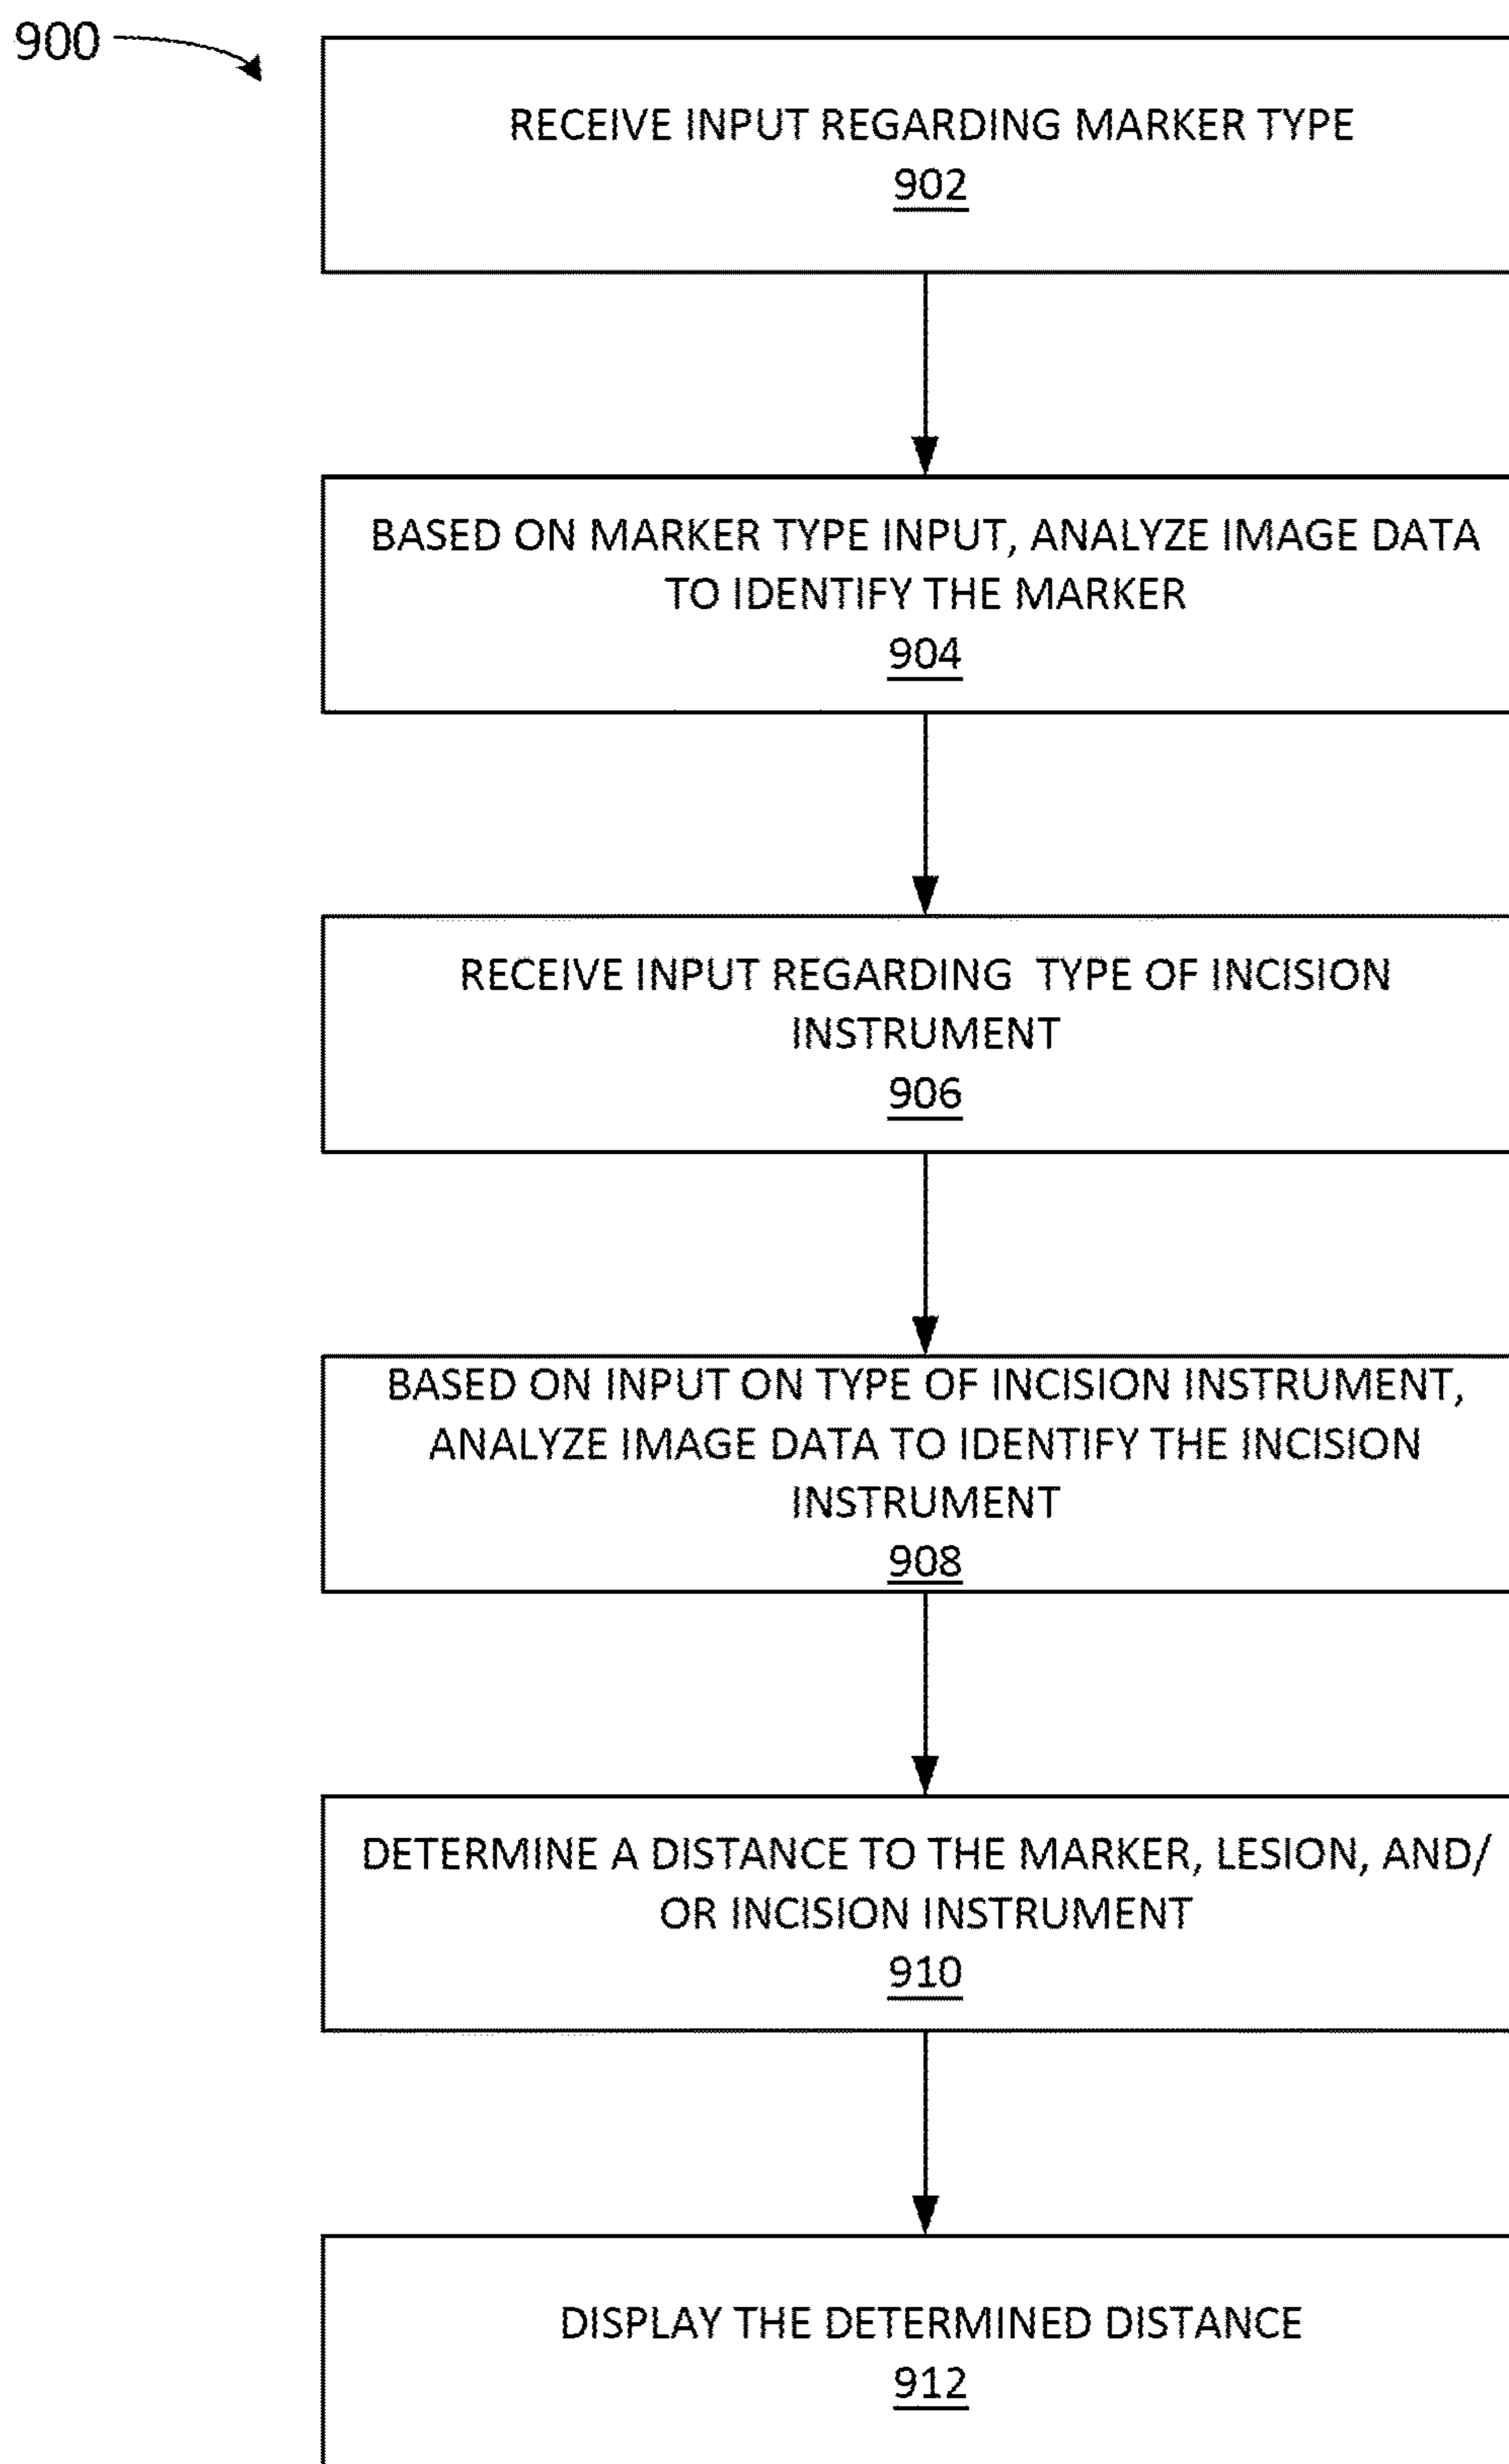 900
RECEIVE INPUT REGARDING MARKER TYPE
902
BASED ON MARKER TYPE INPUT, ANALYZE IMAGE DATA
TO IDENTIFY THE MARKER
904
RECEIVE INPUT REGARDING TYPE OF INCISION
INSTRUMENT
906
BASED ON INPUT ON TYPE OF INCISION INSTRUMENT,
ANALYZE IMAGE DATA TO IDENTIFY THE INCISION
INSTRUMENT
908
DETERMINE A DISTANCE TO THE MARKER, LESION, AND/
OR INCISION INSTRUMENT
910
DISPLAY THE DETERMINED DISTANCE
912